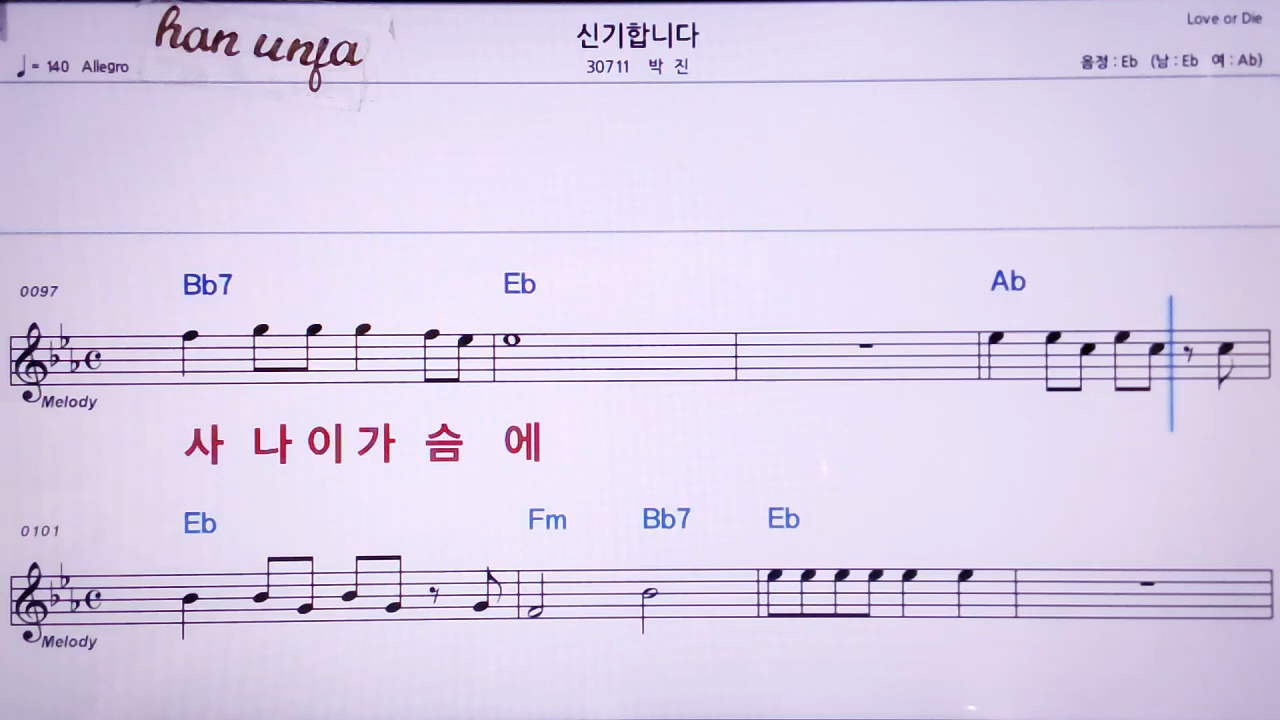 han unfa
신기합니다
Love or Die
♩= 140 Allegro
30711 박 진
음정 : Eb (남 : Eb 여 : Ab)
0097 Bb7 Eb Ab
Melody
사 나 이 가 슴 에
0101 Eb Fm Bb7 Eb
Melody